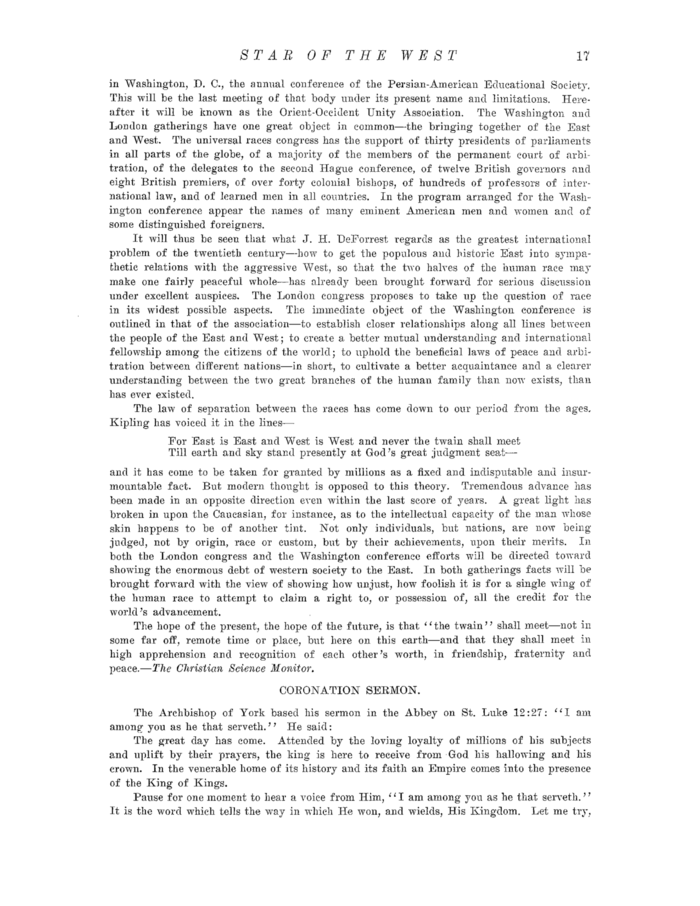 STAR OF THE WEST 17
in Washington, D. C., the annual conference of the Persian-American Educational Society.
This will be the last meeting of that body under its present name and limitations. Here-
after it will be known as the Orient-Occident Unity Association. The Washington and
London gatherings have one great object in common—the bringing together of the East
and West. The universal races congress has the support of thirty presidents of parliaments
in all parts of the globe, of a majority of the members of the permanent court of arbi-
tration, of the delegates to the second Hague conference, of twelve British governors and
eight British premiers, of over forty colonial bishops, of hundreds of professors of inter-
national law, and of learned men in all countries. In the program arranged for the Wash-
ington conference appear the names of many eminent American men and women and of
some distinguished foreigners.
It will thus be seen that what J. H. DeForrest regards as the greatest international
problem of the twentieth century—how to get the populous and historic East into sympa-
thetic relations with the aggressive West, so that the two halves of the human race may
make one fairly peaceful whole—has already been brought forward for serious discussion
under excellent auspices. The London congress proposes to take up the question of race
in its widest possible aspects. The immediate object of the Washington conference is
outlined in that of the association—to establish closer relationships along all lines between
the people of the East and West; to create a better mutual understanding and international
fellowship among the citizens of the world; to uphold the beneficial laws of peace and arbi-
tration between different nations—in short, to cultivate a better acquaintance and a clearer
understanding between the two great branches of the human family than now exists, than
has ever existed.
The law of separation between the races has come down to our period from the ages.
Kipling has voiced it in the lines—
For East is East and West is West and never the twain shall meet
Till earth and sky stand presently at God's great judgment seat—
and it has come to be taken for granted by millions as a fixed and indisputable and insur-
mountable fact. But modern thought is opposed to this theory. Tremendous advance has
been made in an opposite direction even within the last score of years. A great light has
broken in upon the Caucasian, for instance, as to the intellectual capacity of the man whose
skin happens to be of another tint. Not only individuals, but nations, are now being
judged, not by origin, race or custom, but by their achievements, upon their merits. In
both the London congress and the Washington conference efforts will be directed toward
showing the enormous debt of western society to the East. In both gatherings facts will be
brought forward with the view of showing how unjust, how foolish it is for a single wing of
the human race to attempt to claim a right to, or possession of, all the credit for the
world's advancement.
The hope of the present, the hope of the future, is that ''the twain'' shall meet—not in
some far off, remote time or place, but here on this earth—and that they shall meet in
high apprehension and recognition of each other's worth, in friendship, fraternity and
peace.—The Christian Science Monitor.
CORONATION SERMON.
The Archbishop of York based his sermon in the Abbey on St. Luke 12:27: ''I am
among you as he that serveth.'' He said:
The great day has come. Attended by the loving loyalty of millions of his subjects
and uplift by their prayers, the king is here to receive from God his hallowing and his
crown. In the venerable home of its history and its faith an Empire comes into the presence
of the King of Kings.
Pause for one moment to hear a voice from Him, ''I am among you as he that serveth.''
It is the word which tells the way in which He won, and wields, His Kingdom. Let me try,